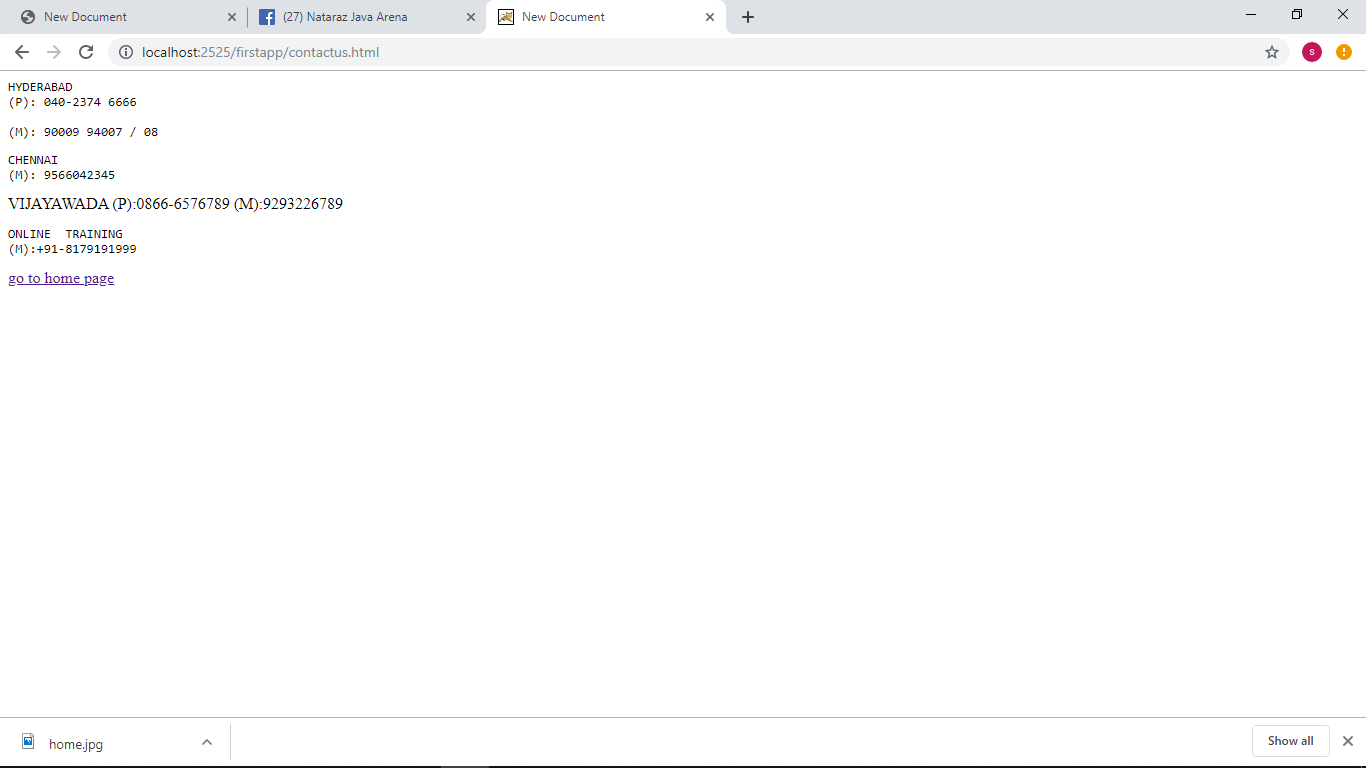 New Document
(27) Nataraz Java Arena
New Document
localhost:2525/firstapp/contactus.html
s
HYDERABAD
(P): 040-2374 6666
(M): 90009 94007 / 08
CHENNAI
(M): 9566042345
VIJAYAWADA (P):0866-6576789 (M):9293226789
ONLINE  TRAINING
(M):+91-8179191999
go to home page
home.jpg
Show all